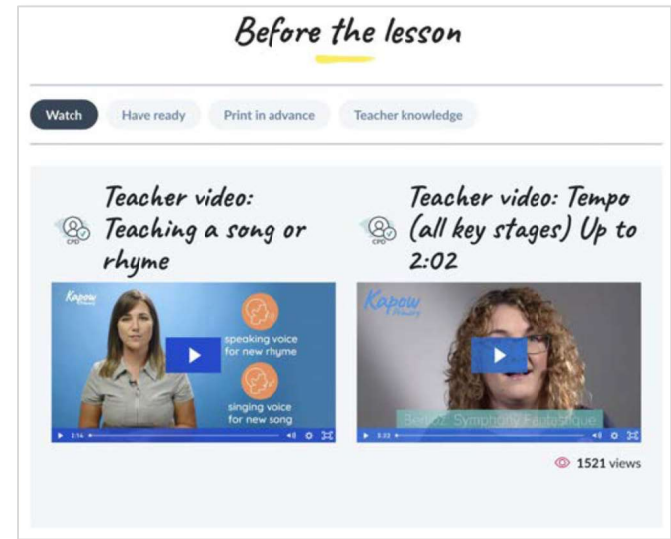 Before the lesson
Watch
Have ready
Print in advance
Teacher knowledge
CPD
Teacher video:
Teaching a song or
rhyme
Kapow
Primary
speaking voice
for new rhyme
singing voice
for new song
1:14
CPD
Teacher video: Tempo
(all key stages) Up to
2:02
Kapow
Primary
Berlioz: Symphony Fantastique
3:22
1521 views